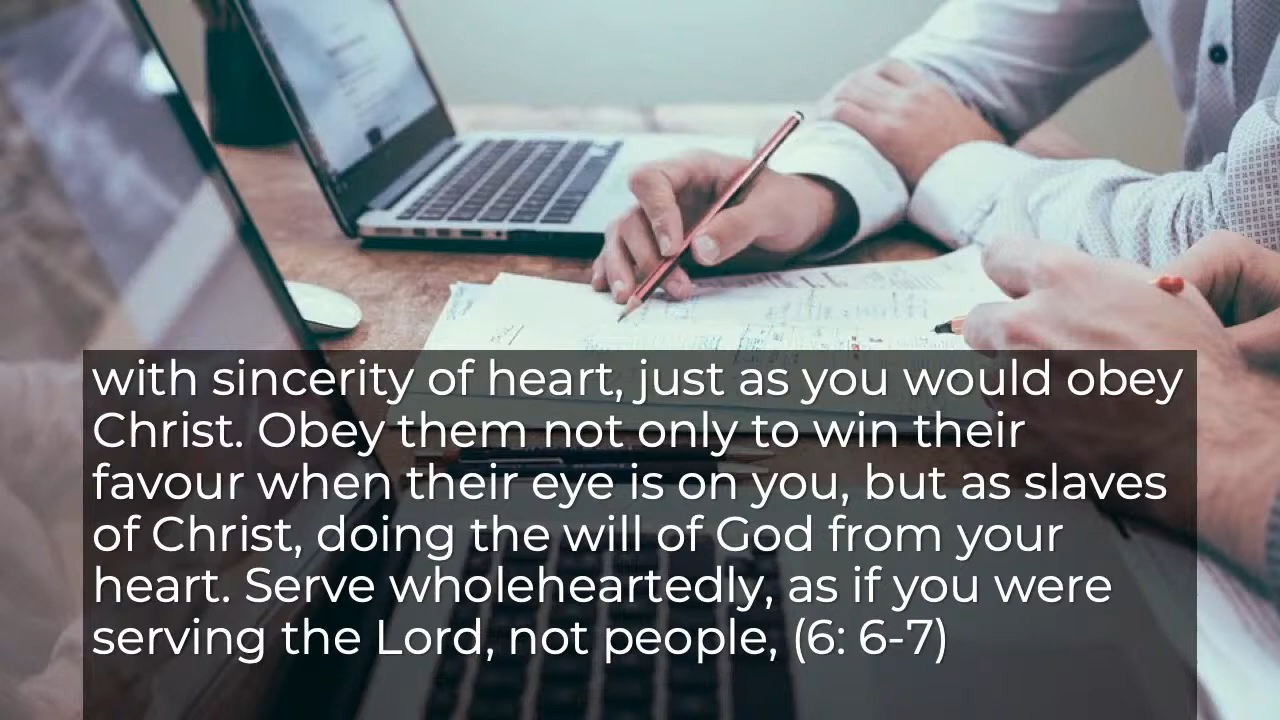 with sincerity of heart, just as you would obey
Christ. Obey them not only to win their
favour when their eye is on you, but as slaves
of Christ, doing the will of God from your
heart. Serve wholeheartedly, as if you were
serving the Lord, not people, (6: 6-7)